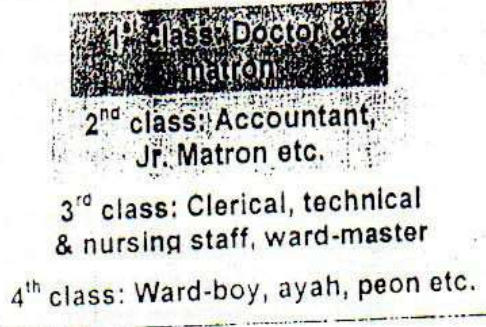 1st class: Doctor &
matron
2nd class: Accountant,
Jr. Matron etc.
3rd class: Clerical, technical
& nursing staff, ward-master
4th class: Ward-boy, ayah, peon etc.